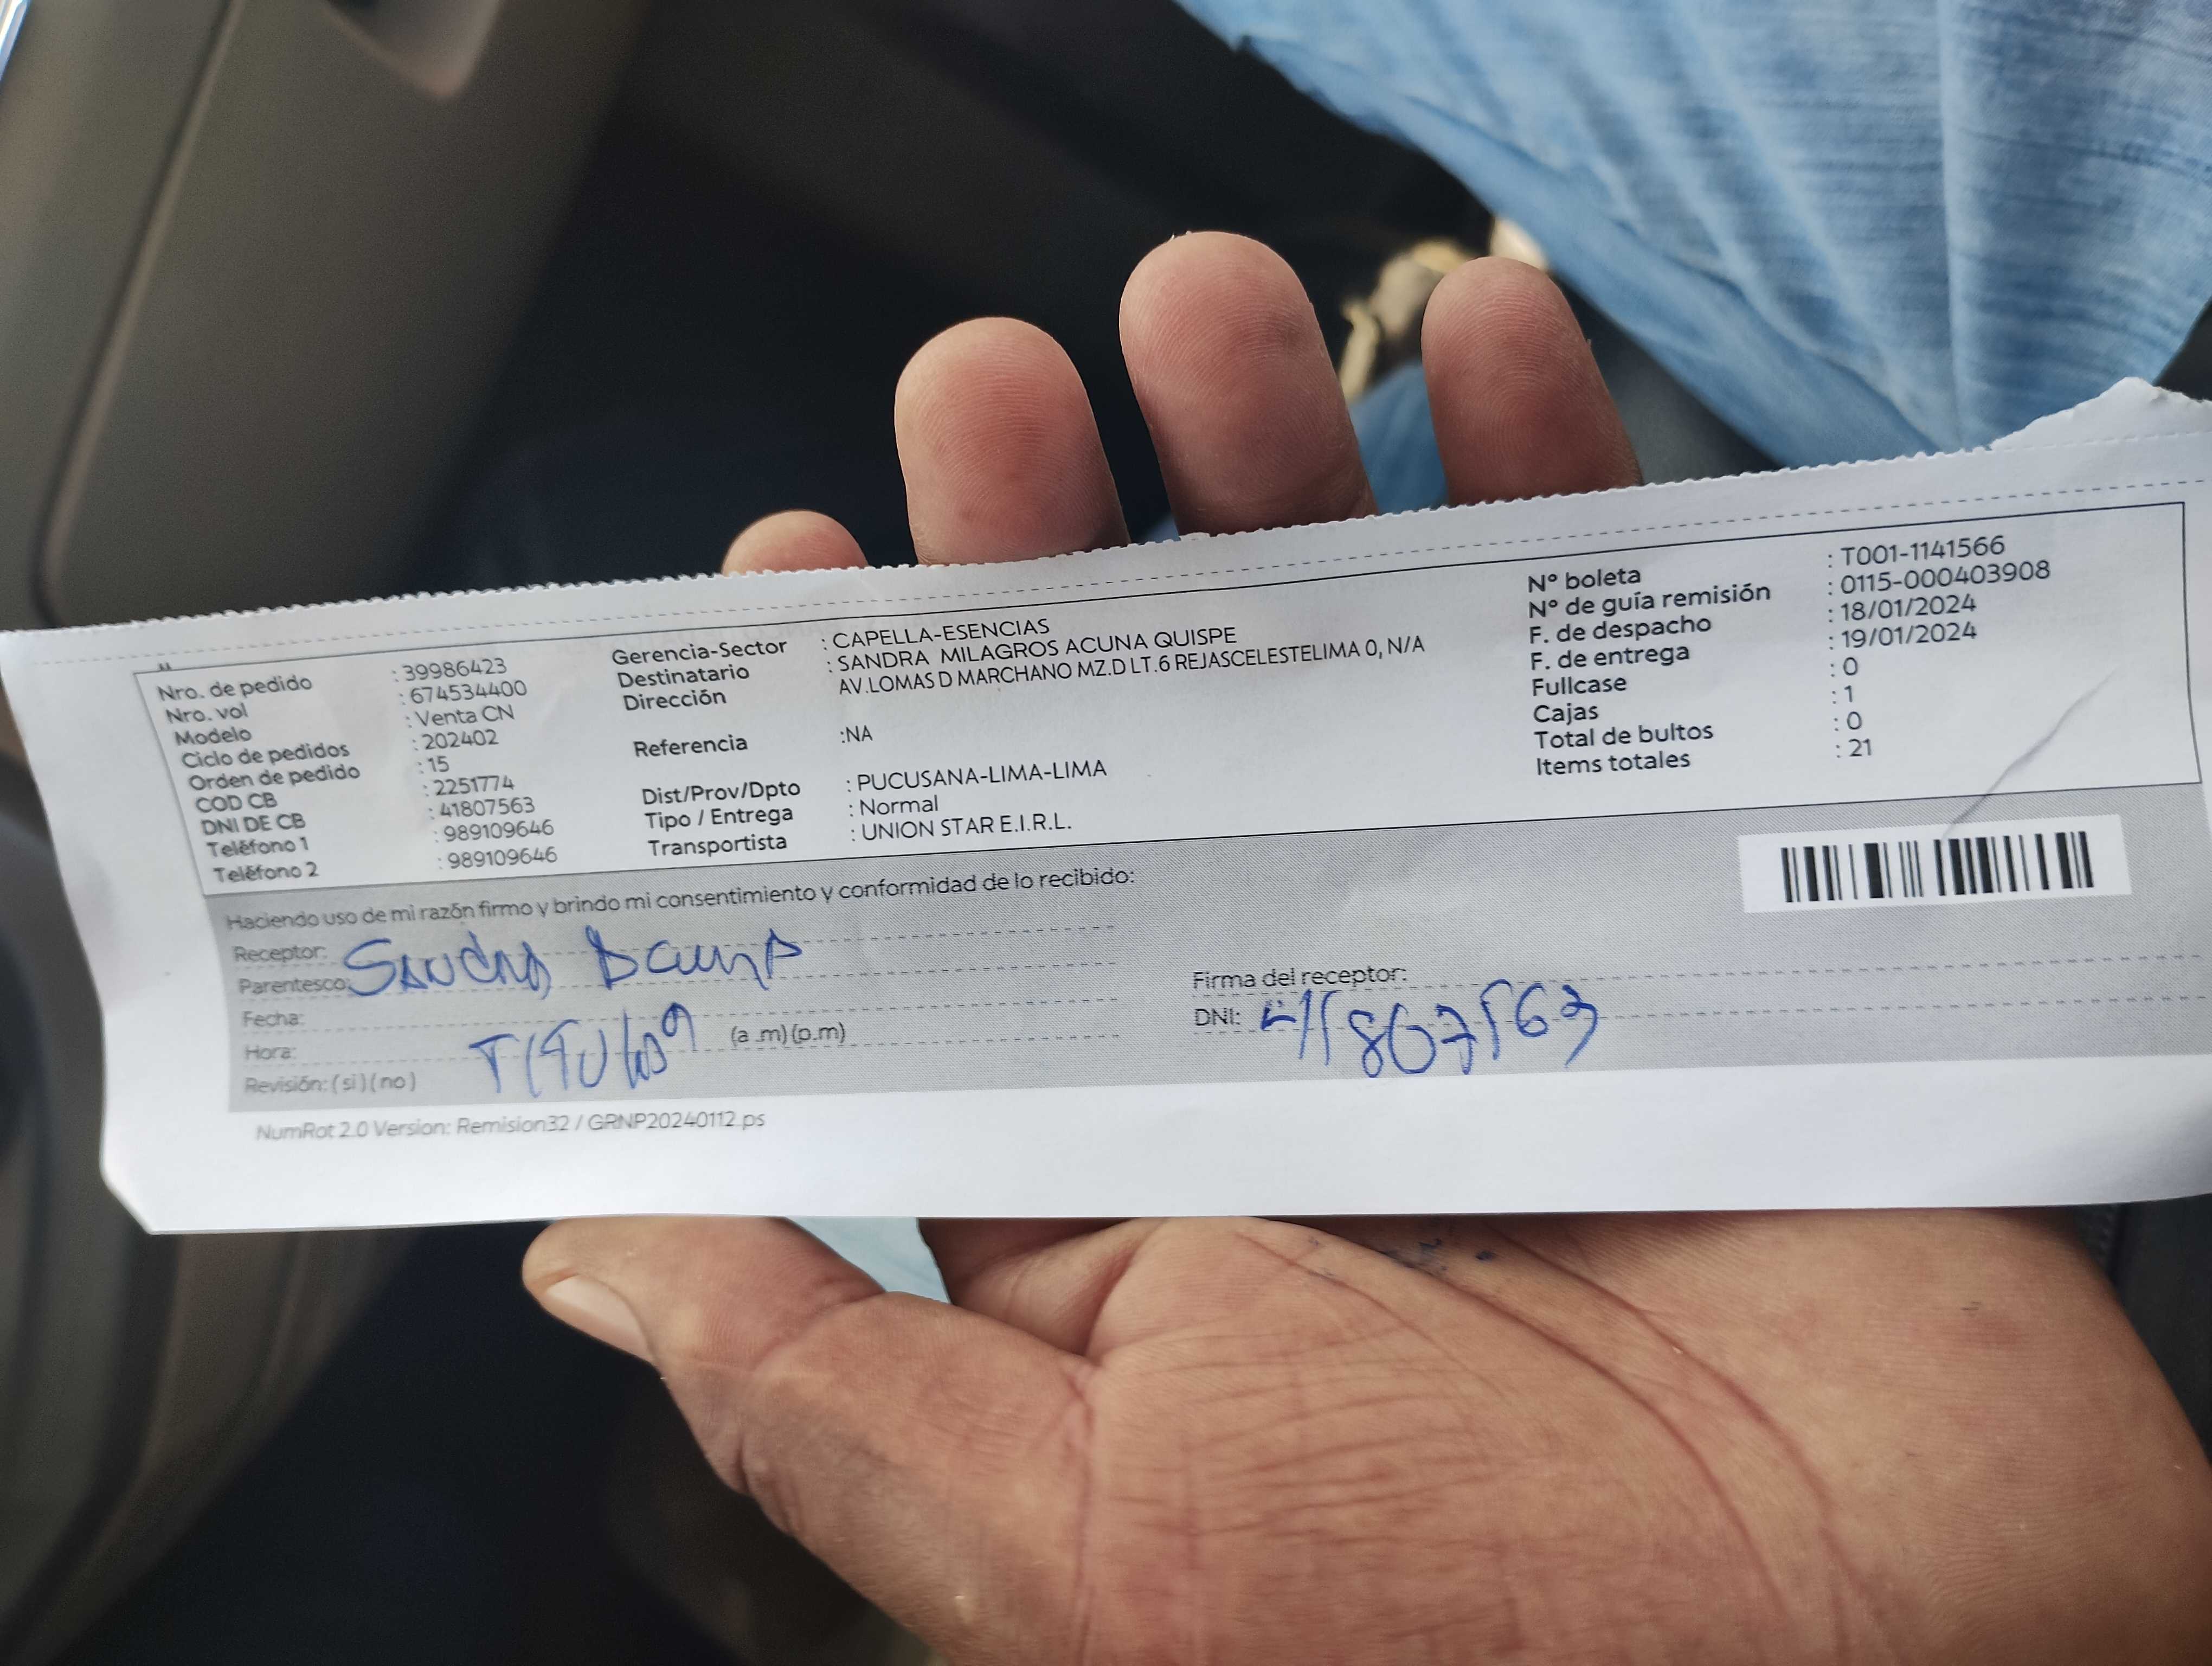 Nro. de pedido : 39986423
Nro. vol : 674534400
Modelo : Venta CN
Ciclo de pedidos : 202402
Orden de pedido : 15
COD CB : 2251774
DNI DE CB : 41807563
Teléfono 1 : 989109646
Teléfono 2 : 989109646
Gerencia-Sector : CAPELLA-ESENCIAS
Destinatario : SANDRA MILAGROS ACUNA QUISPE
Dirección AV.LOMAS D MARCHANO MZ.D LT.6 REJASCELESTELIMA 0, N/A
Referencia :NA
Dist/Prov/Dpto : PUCUSANA-LIMA-LIMA
Tipo / Entrega : Normal
Transportista : UNION STAR E.I.R.L.
N° boleta : T001-1141566
N° de guía remisión : 0115-000403908
F. de despacho : 18/01/2024
F. de entrega : 19/01/2024
Fullcase : 0
Cajas : 1
Total de bultos : 0
Items totales : 21
Haciendo uso de mi razón firmo y brindo mi consentimiento y conformidad de lo recibido:
Receptor: Sandra Acuna
Parentesco:
Fecha:
Hora: (a .m) (p.m)
Revisión: ( si ) ( no )
Firma del receptor:
DNI: 41807563
NumRot 2.0 Version: Remision32 / GRNP20240112.ps